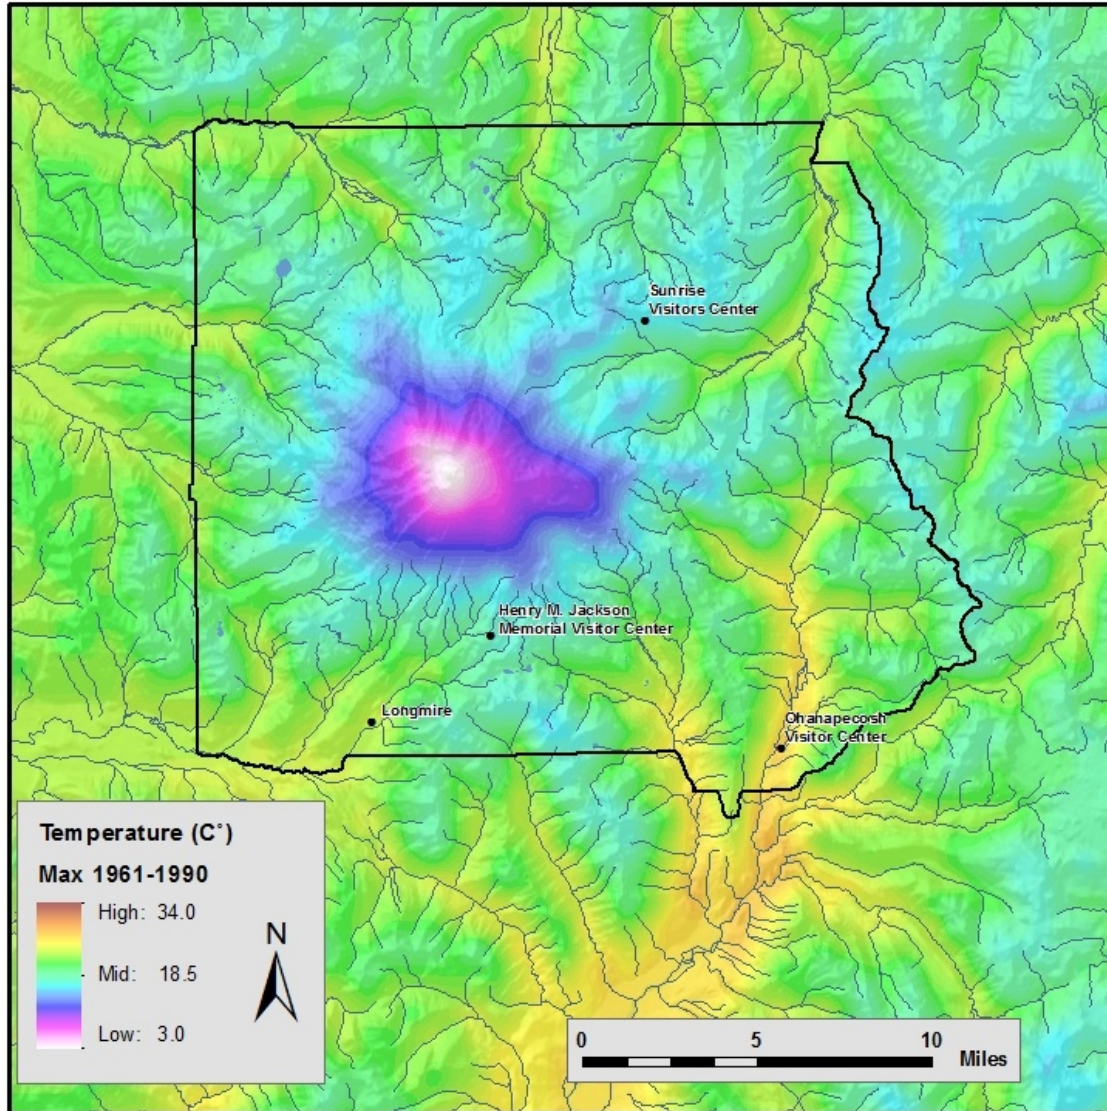 Sunrise
Visitors Center
Henry M. Jackson
Memorial Visitor Center
Longmire
Ohanapecosh
Visitor Center
Temperature (C˚)
Max 1961-1990
High: 34.0
Mid: 18.5
Low: 3.0
N
0 5 10
Miles